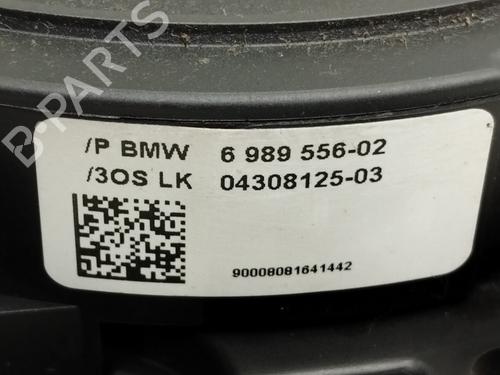 /P BMW 6 989 556-02
/3OS LK 04308125-03
90008081641442
B-PARTS